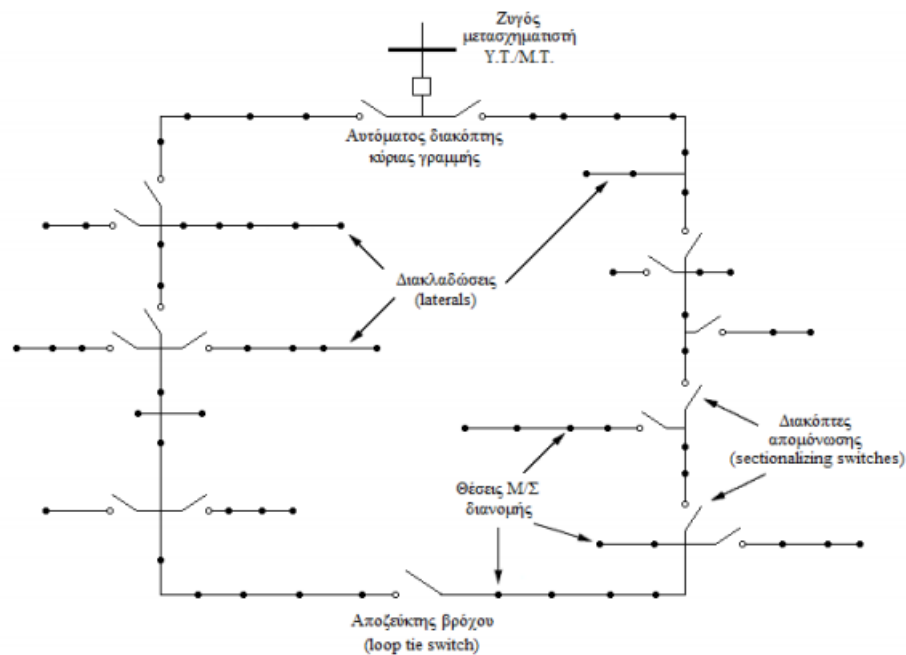 Ζυγός
μετασχηματιστή
Υ.Τ./Μ.Τ.
Αυτόματος διακόπτης
κύριας γραμμής
Διακλαδώσεις
(laterals)
Διακόπτες
απομόνωσης
(sectionalizing switches)
Θέσεις Μ/Σ
διανομής
Αποζεύκτης βρόχου
(loop tie switch)